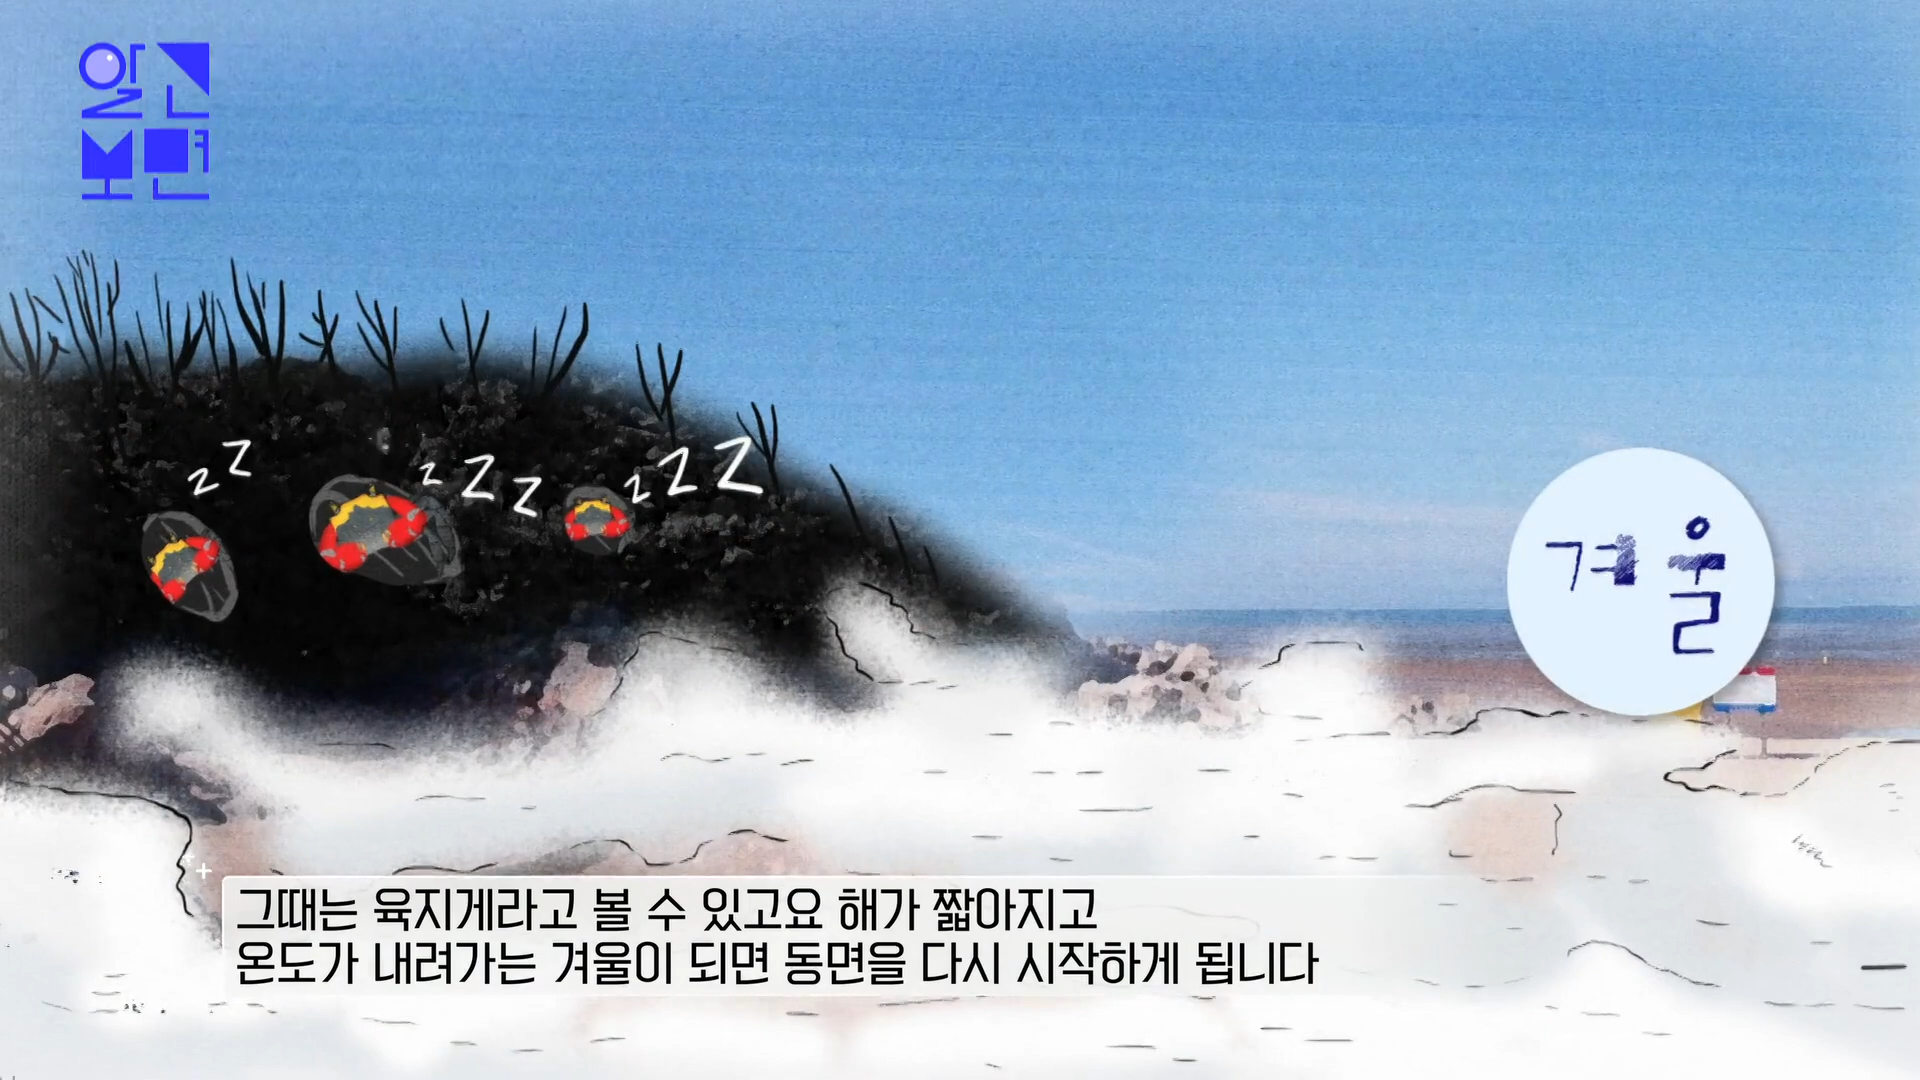 알고
보면
z z
z z z
z z z
겨울
그때는 육지게라고 볼 수 있고요 해가 짧아지고
온도가 내려가는 겨울이 되면 동면을 다시 시작하게 됩니다